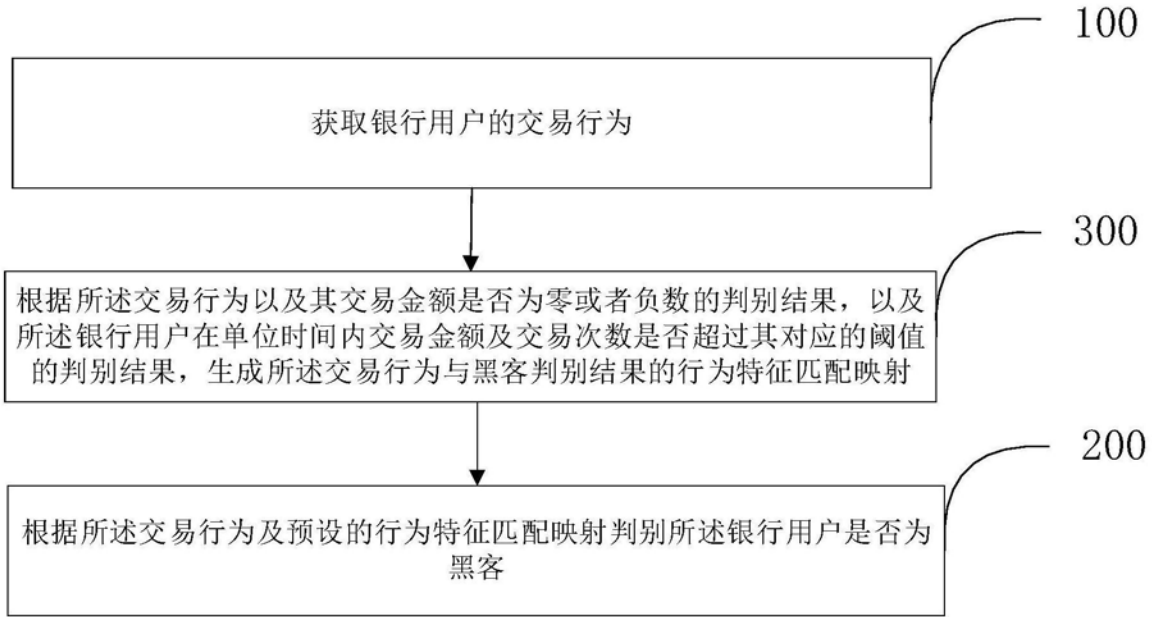 100
获取银行用户的交易行为
300
根据所述交易行为以及其交易金额是否为零或者负数的判别结果，以及
所述银行用户在单位时间内交易金额及交易次数是否超过其对应的阈值
的判别结果，生成所述交易行为与黑客判别结果的行为特征匹配映射
200
根据所述交易行为及预设的行为特征匹配映射判别所述银行用户是否为
黑客